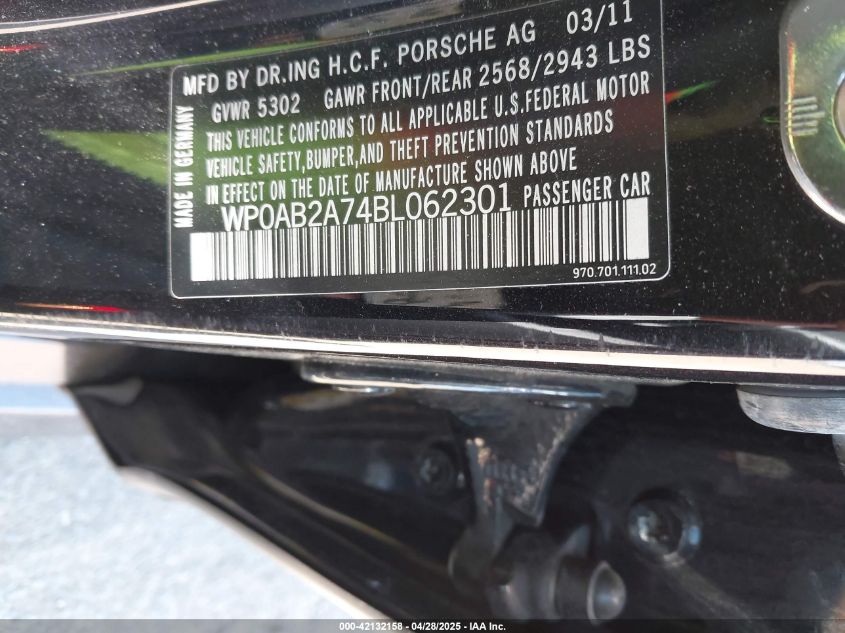 MFD BY DR.ING H.C.F. PORSCHE AG 03/11
GVWR 5302 GAWR FRONT/REAR 2568/2943 LBS
THIS VEHICLE CONFORMS TO ALL APPLICABLE U.S.FEDERAL MOTOR
VEHICLE SAFETY,BUMPER,AND THEFT PREVENTION STANDARDS
IN EFFECT ON THE DATE OF MANUFACTURE SHOWN ABOVE
WP0AB2A74BL062301 PASSENGER CAR
MADE IN GERMANY
970.701.111.02
000-42132158 - 04/28/2025 - IAA Inc.